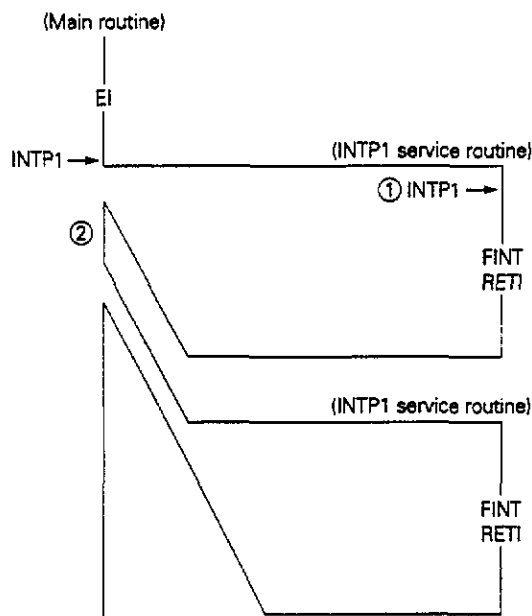 (Main routine)
EI
INTP1
(INTP1 service routine)
① INTP1
②
FINT
RETI
(INTP1 service routine)
FINT
RETI